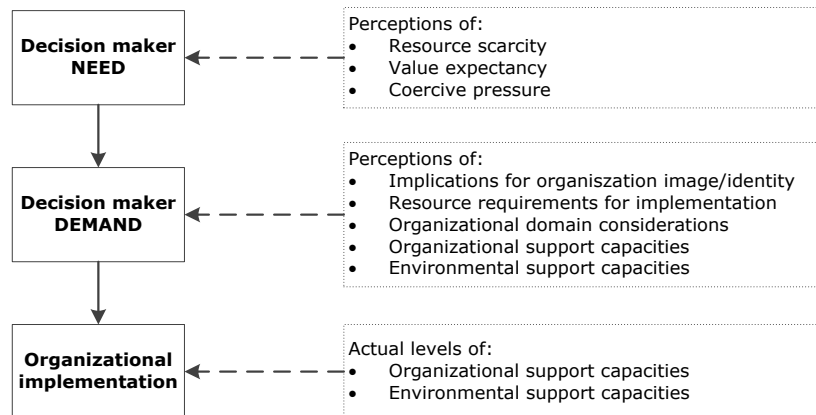 Decision maker
NEED
Perceptions of:
• Resource scarcity
• Value expectancy
• Coercive pressure
Decision maker
DEMAND
Perceptions of:
• Implications for organiszation image/identity
• Resource requirements for implementation
• Organizational domain considerations
• Organizational support capacities
• Environmental support capacities
Organizational
implementation
Actual levels of:
• Organizational support capacities
• Environmental support capacities